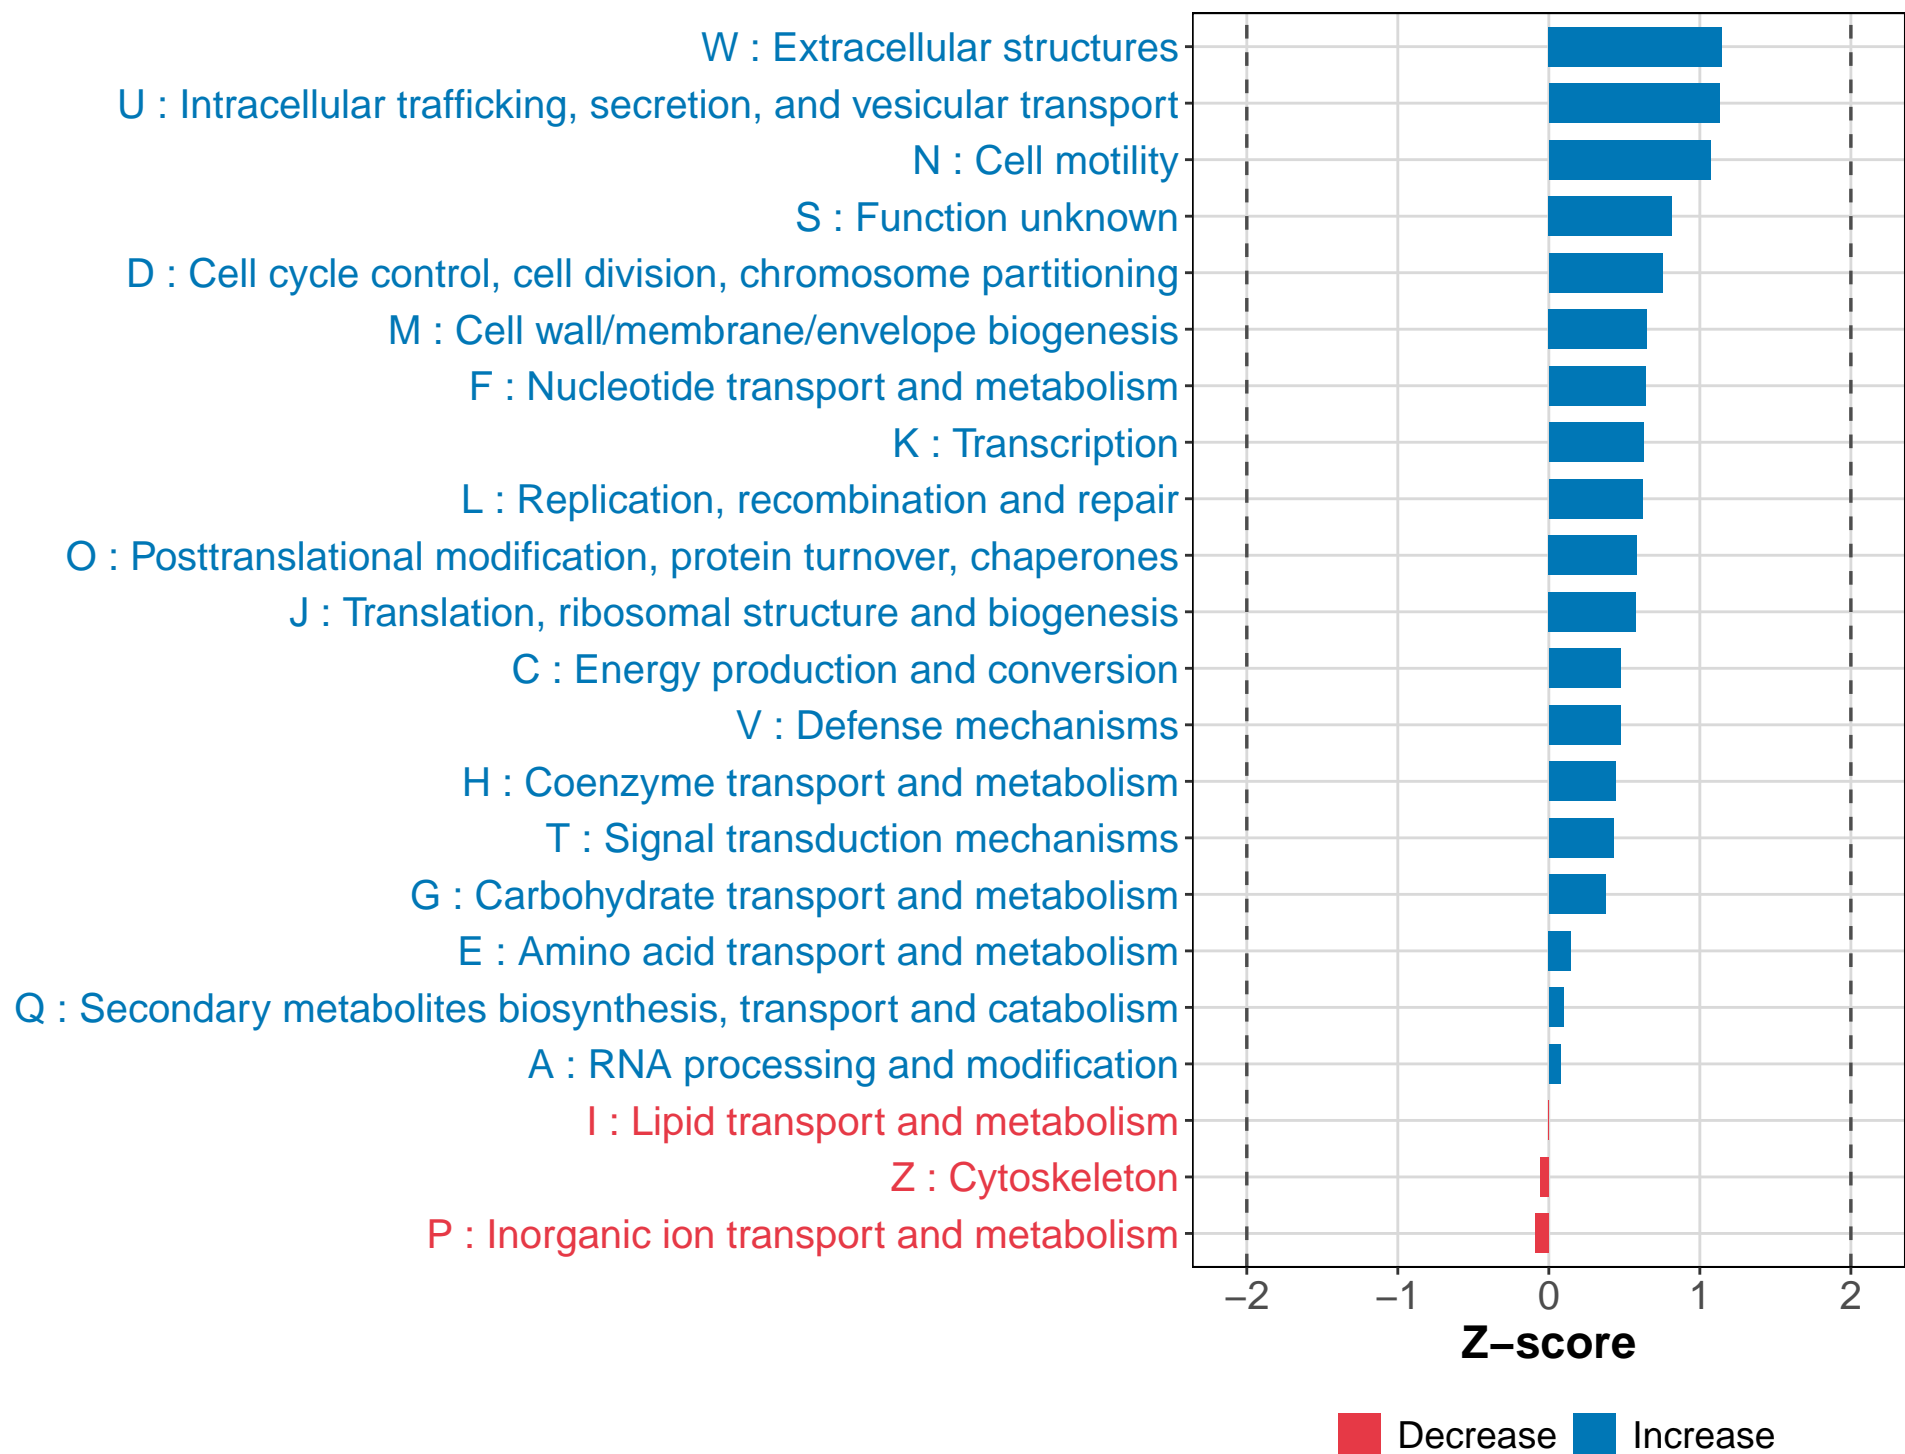 W : Extracellular structures
U : Intracellular trafficking, secretion, and vesicular transport
N : Cell motility
S : Function unknown
D : Cell cycle control, cell division, chromosome partitioning
M : Cell wall/membrane/envelope biogenesis
F : Nucleotide transport and metabolism
K : Transcription
L : Replication, recombination and repair
O : Posttranslational modification, protein turnover, chaperones
J : Translation, ribosomal structure and biogenesis
C : Energy production and conversion
V : Defense mechanisms
H : Coenzyme transport and metabolism
T : Signal transduction mechanisms
G : Carbohydrate transport and metabolism
E : Amino acid transport and metabolism
Q : Secondary metabolites biosynthesis, transport and catabolism
A : RNA processing and modification
I : Lipid transport and metabolism
Z : Cytoskeleton
P : Inorganic ion transport and metabolism
−2 −1 0 1 2
Z−score
Decrease Increase